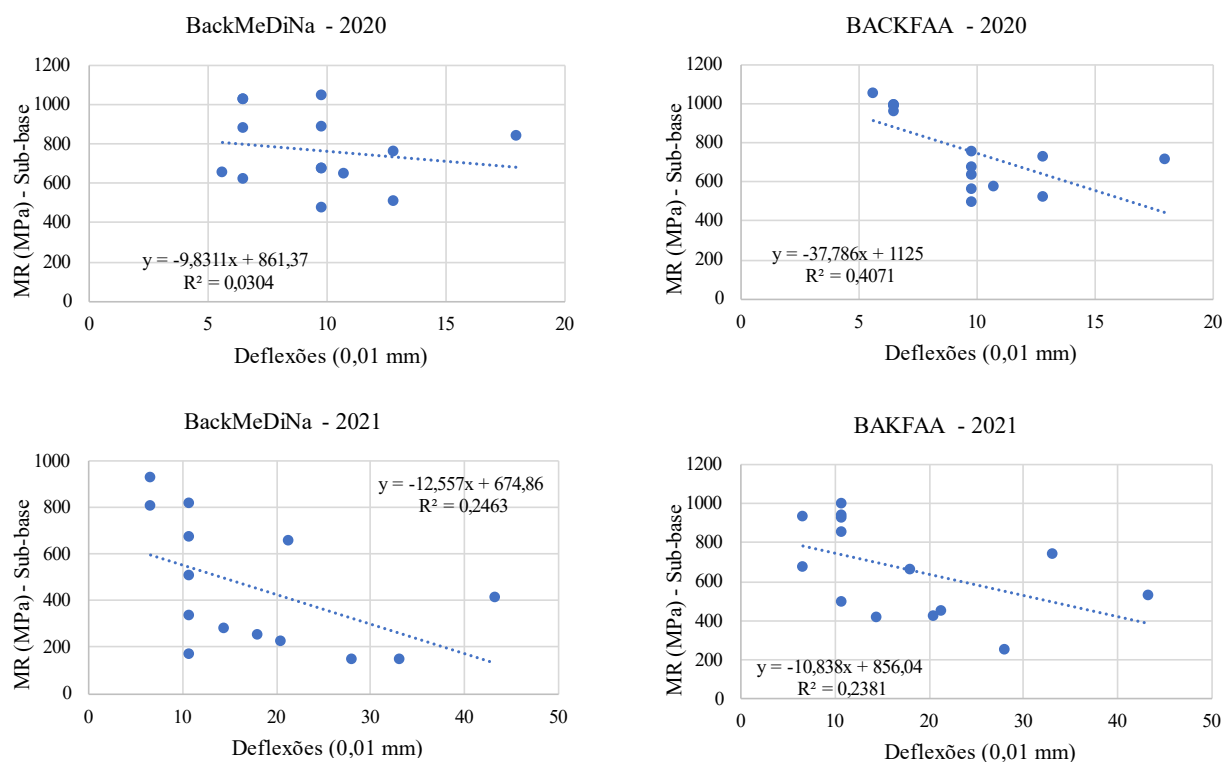 BackMeDiNa - 2020
MR (MPa) - Sub-base
1200
1000
800
600
400
200
0
y = -9,8311x + 861,37
R² = 0,0304
0 5 10 15 20
Deflexões (0,01 mm)
BACKFAA - 2020
MR (MPa) - Sub-base
1200
1000
800
600
400
200
0
y = -37,786x + 1125
R² = 0,4071
0 5 10 15 20
Deflexões (0,01 mm)
BackMeDiNa - 2021
MR (MPa) - Sub-base
1000
800
600
400
200
0
y = -12,557x + 674,86
R² = 0,2463
0 10 20 30 40 50
Deflexões (0,01 mm)
BAKFAA - 2021
MR (MPa) - Sub-base
1200
1000
800
600
400
200
0
y = -10,838x + 856,04
R² = 0,2381
0 10 20 30 40 50
Deflexões (0,01 mm)